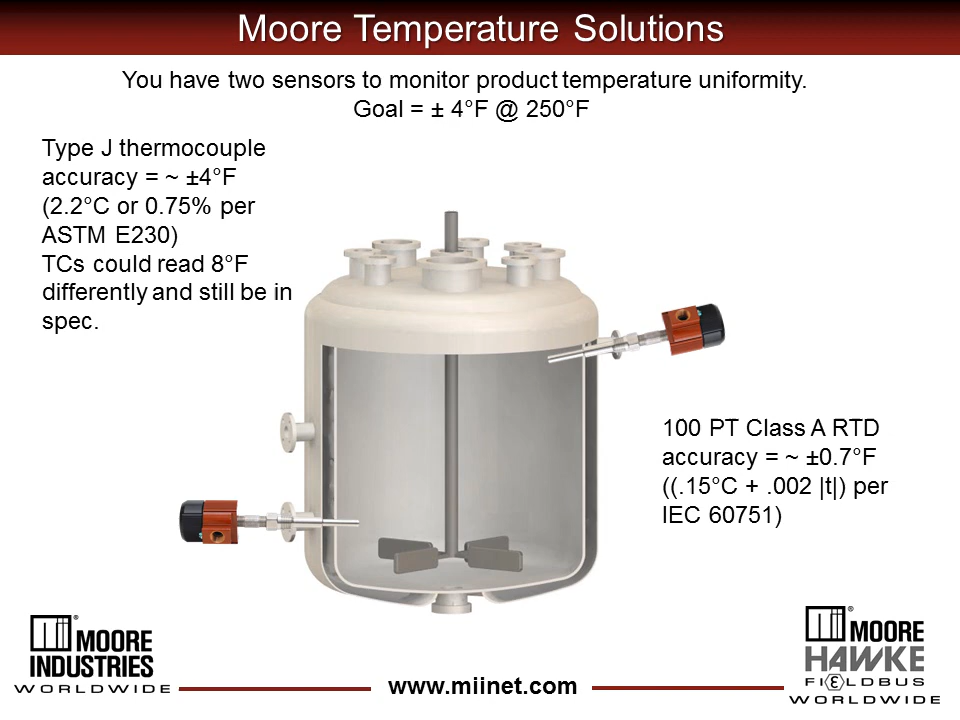 Moore Temperature Solutions
You have two sensors to monitor product temperature uniformity.
Goal = ± 4°F @ 250°F
Type J thermocouple
accuracy = ~ ±4°F
(2.2°C or 0.75% per
ASTM E230)
TCs could read 8°F
differently and still be in
spec.
100 PT Class A RTD
accuracy = ~ ±0.7°F
((.15°C + .002 |t|) per
IEC 60751)
®
MOORE
INDUSTRIES
WORLDWIDE
www.miinet.com
®
MOORE
HAWKE
FIELDBUS
WORLDWIDE